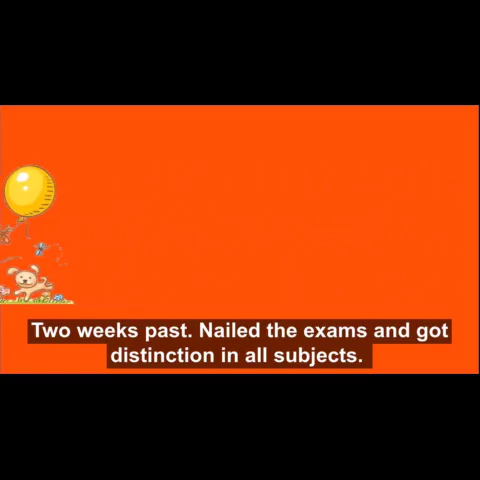 Two weeks past. Nailed the exams and got
distinction in all subjects.